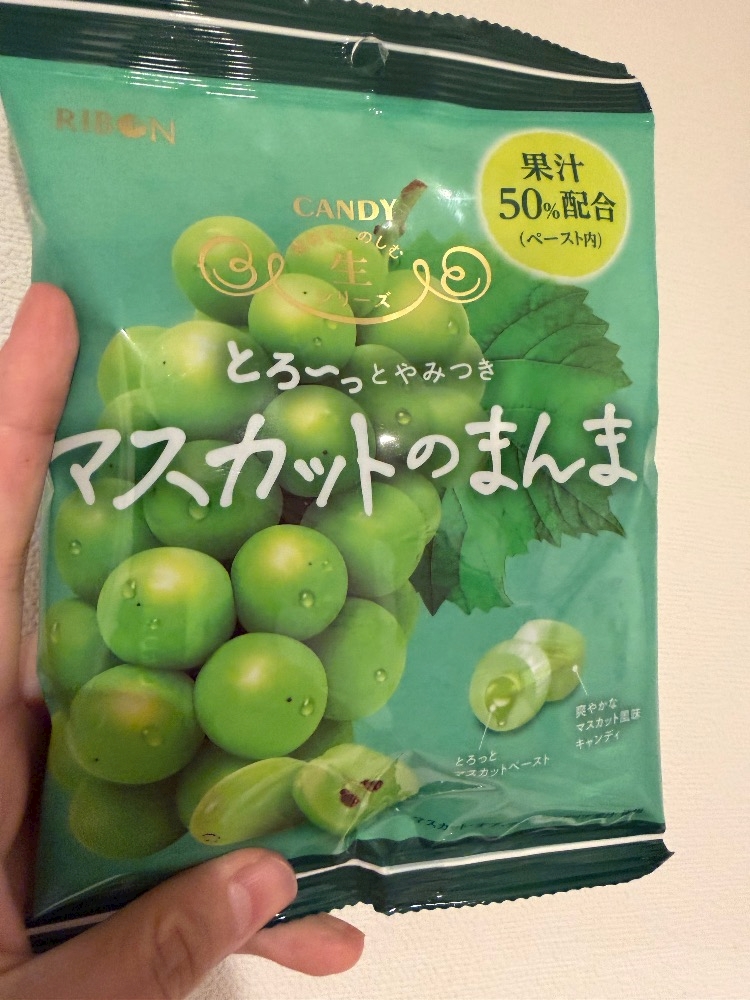 RIBON
果汁
50%配合
(ペースト内)
CANDY
のしむ
生
シリーズ
とろ〜っとやみつき
マスカットのまんま
爽やかな
マスカット風味
キャンディ
とろっと
マスカットペースト